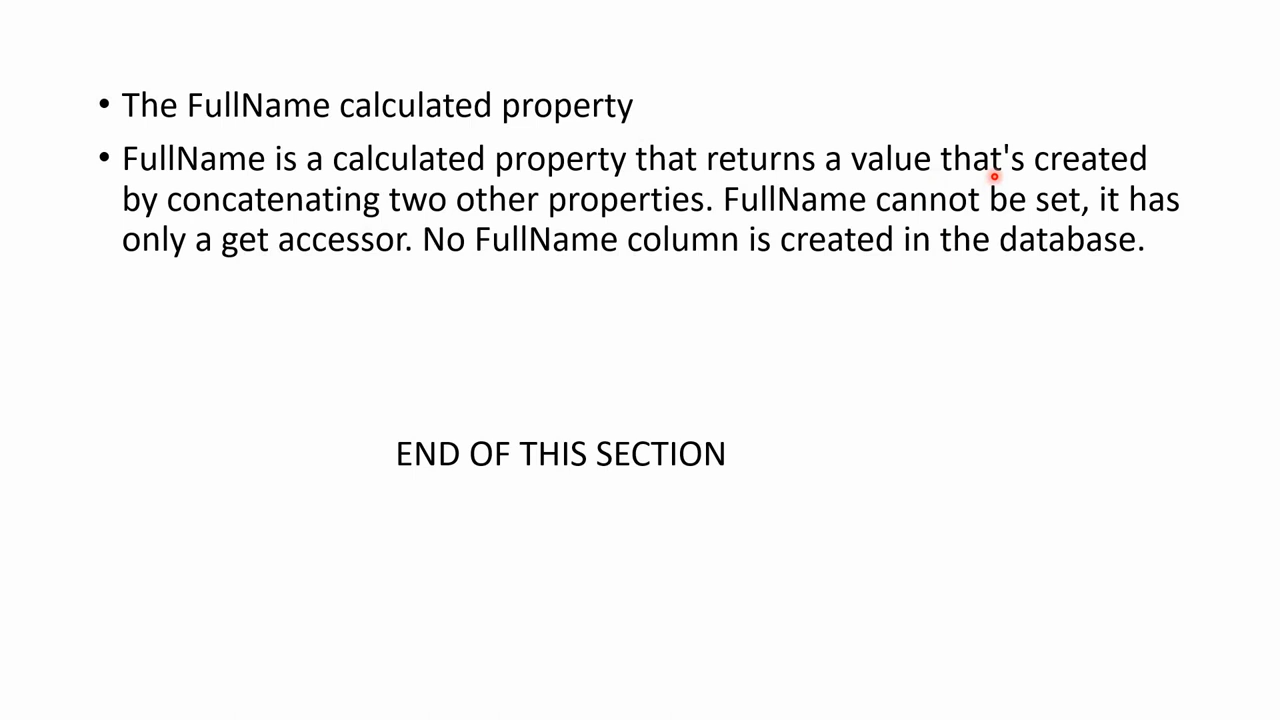 • The FullName calculated property
• FullName is a calculated property that returns a value that's created
by concatenating two other properties. FullName cannot be set, it has
only a get accessor. No FullName column is created in the database.
END OF THIS SECTION